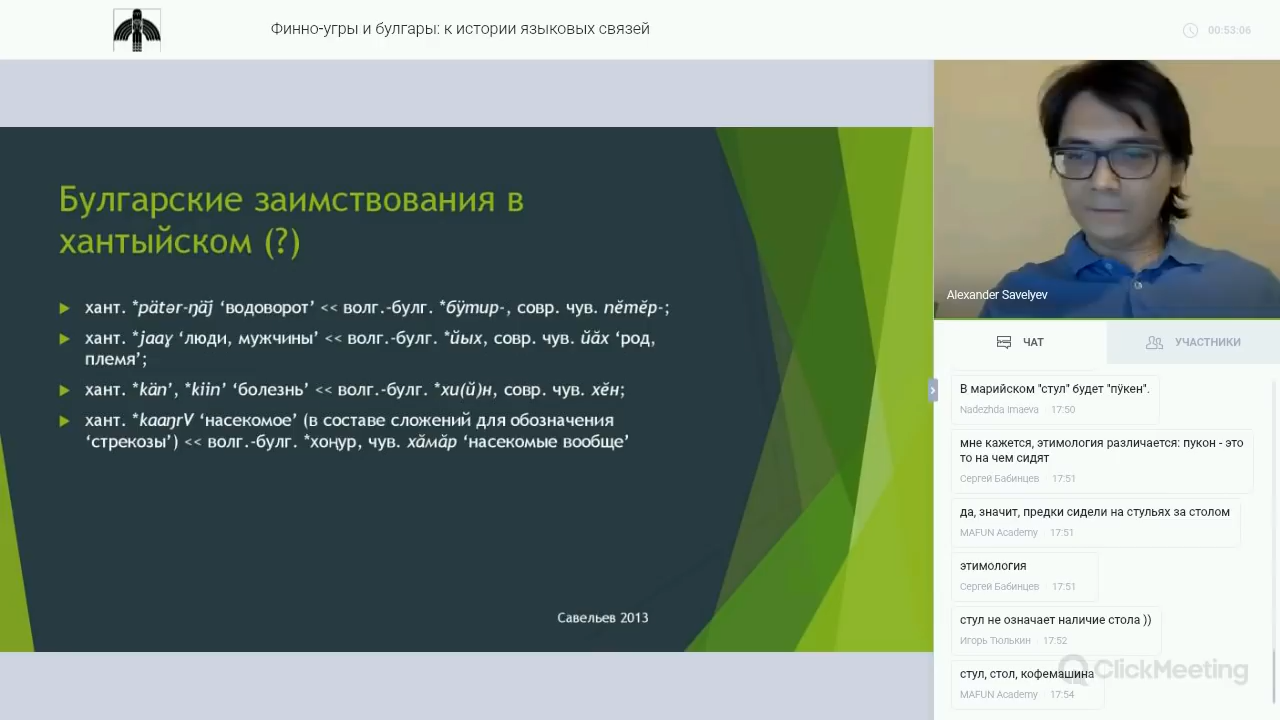 Финно-угры и булгары: к истории языковых связей
00:53:06
Булгарские заимствования в
хантыйском (?)
хант. *pätər-ŋäj ‘водоворот’ << волг.-булг. *бӳтир-, совр. чув. пĕтĕр-;
хант. *jaaɣ ‘люди, мужчины’ << волг.-булг. *йых, совр. чув. йăх ‘род,
племя’;
хант. *kän’, *kiin’ ‘болезнь’ << волг.-булг. *хи(й)н, совр. чув. хĕн;
хант. *kaaŋrV ‘насекомое’ (в составе сложений для обозначения
‘стрекозы’) << волг.-булг. *хоңур, чув. хăмăр ‘насекомые вообще’
Савельев 2013
Alexander Savelyev
ЧАТ
УЧАСТНИКИ
В марийском "стул" будет "пӱкен".
Nadezhda Imaeva · 17:50
мне кажется, этимология различается: пукон - это
то на чем сидят
Сергей Бабинцев · 17:51
да, значит, предки сидели на стульях за столом
MAFUN Academy · 17:51
этимология
Сергей Бабинцев · 17:51
стул не означает наличие стола ))
Игорь Тюлькин · 17:52
стул, стол, кофемашина
MAFUN Academy · 17:54
ClickMeeting